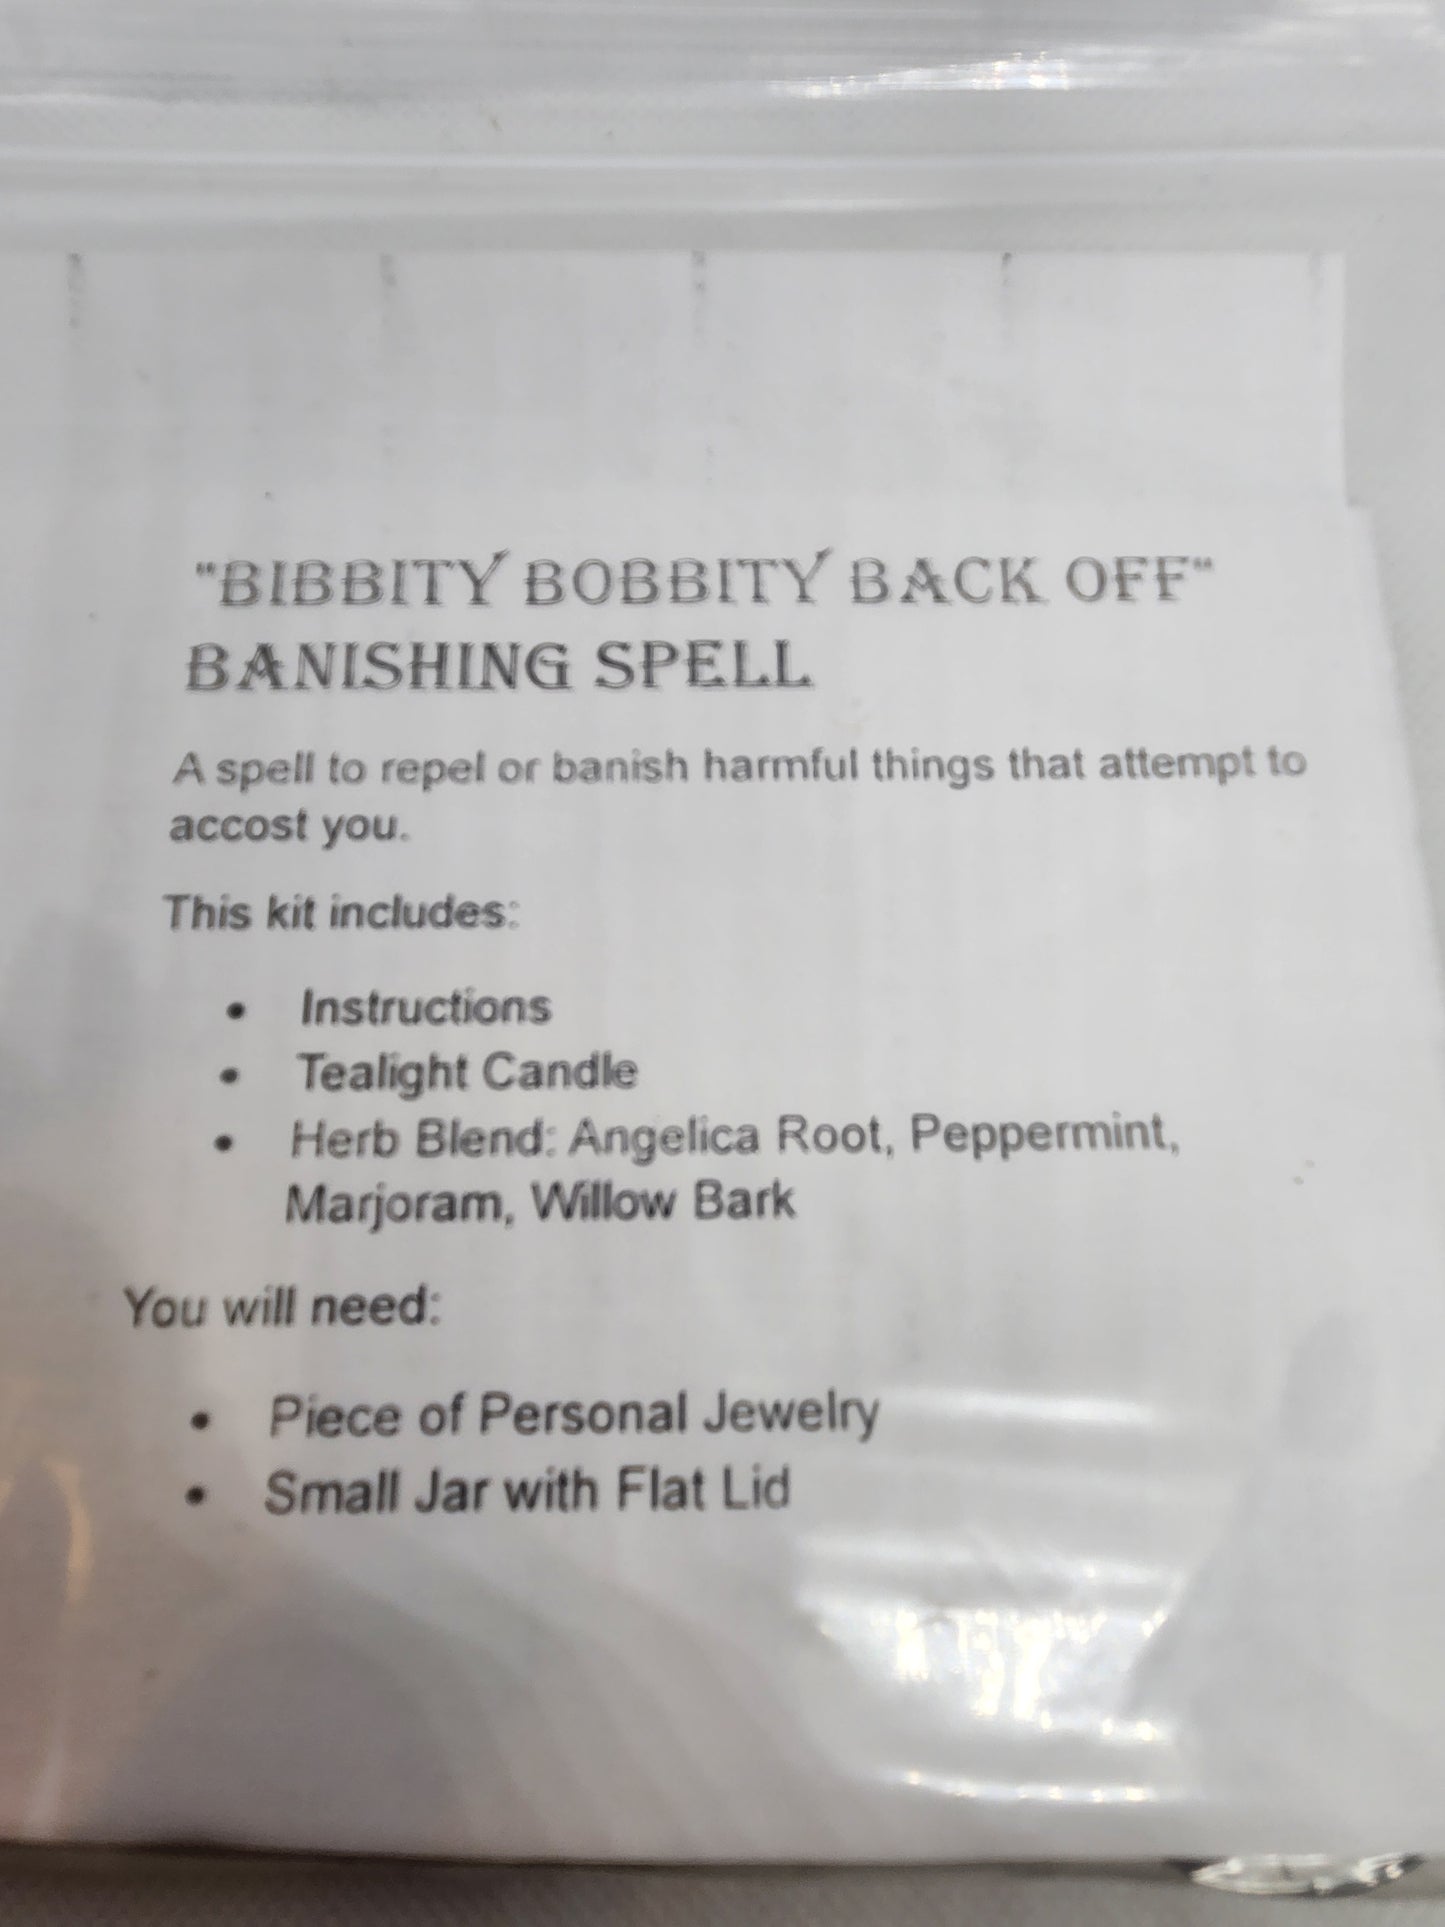 "BIBBITY BOBBITY BACK OFF"
BANISHING SPELL
A spell to repel or banish harmful things that attempt to
accost you.
This kit includes:
• Instructions
• Tealight Candle
• Herb Blend: Angelica Root, Peppermint,
Marjoram, Willow Bark
You will need:
• Piece of Personal Jewelry
• Small Jar with Flat Lid